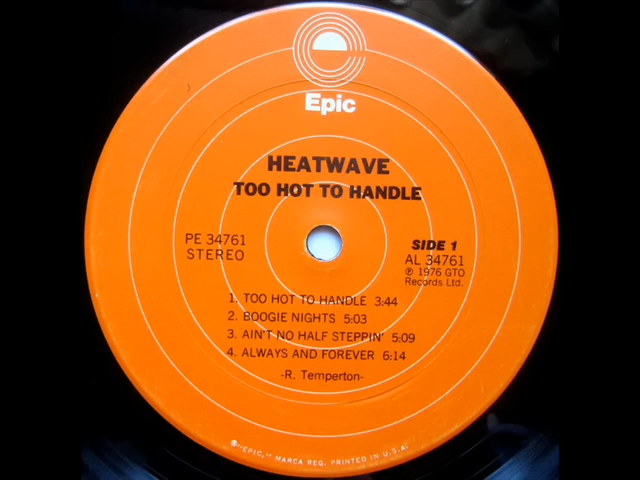 Epic
HEATWAVE
TOO HOT TO HANDLE
PE 34761
STEREO
SIDE 1
AL 34761
℗ 1976 GTO
Records Ltd.
1. TOO HOT TO HANDLE 3:44
2. BOOGIE NIGHTS 5:03
3. AIN'T NO HALF STEPPIN' 5:09
4. ALWAYS AND FOREVER 6:14
-R. Temperton-
®"EPIC," MARCA REG. PRINTED IN U.S.A.